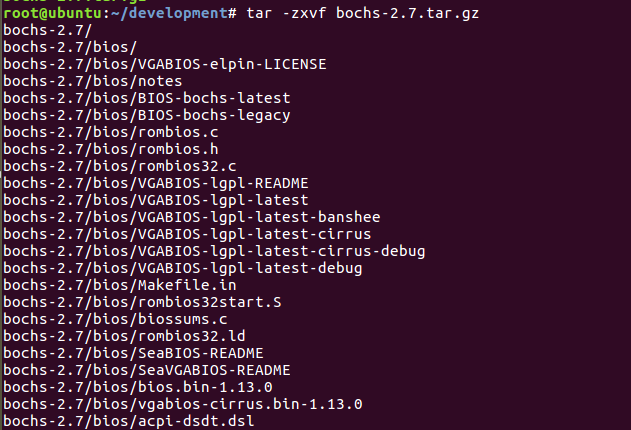 root@ubuntu:~/development# tar -zxvf bochs-2.7.tar.gz
bochs-2.7/
bochs-2.7/bios/
bochs-2.7/bios/VGABIOS-elpin-LICENSE
bochs-2.7/bios/notes
bochs-2.7/bios/BIOS-bochs-latest
bochs-2.7/bios/BIOS-bochs-legacy
bochs-2.7/bios/rombios.c
bochs-2.7/bios/rombios.h
bochs-2.7/bios/rombios32.c
bochs-2.7/bios/VGABIOS-lgpl-README
bochs-2.7/bios/VGABIOS-lgpl-latest
bochs-2.7/bios/VGABIOS-lgpl-latest-banshee
bochs-2.7/bios/VGABIOS-lgpl-latest-cirrus
bochs-2.7/bios/VGABIOS-lgpl-latest-cirrus-debug
bochs-2.7/bios/VGABIOS-lgpl-latest-debug
bochs-2.7/bios/Makefile.in
bochs-2.7/bios/rombios32start.S
bochs-2.7/bios/biossums.c
bochs-2.7/bios/rombios32.ld
bochs-2.7/bios/SeaBIOS-README
bochs-2.7/bios/SeaVGABIOS-README
bochs-2.7/bios/bios.bin-1.13.0
bochs-2.7/bios/vgabios-cirrus.bin-1.13.0
bochs-2.7/bios/acpi-dsdt.dsl